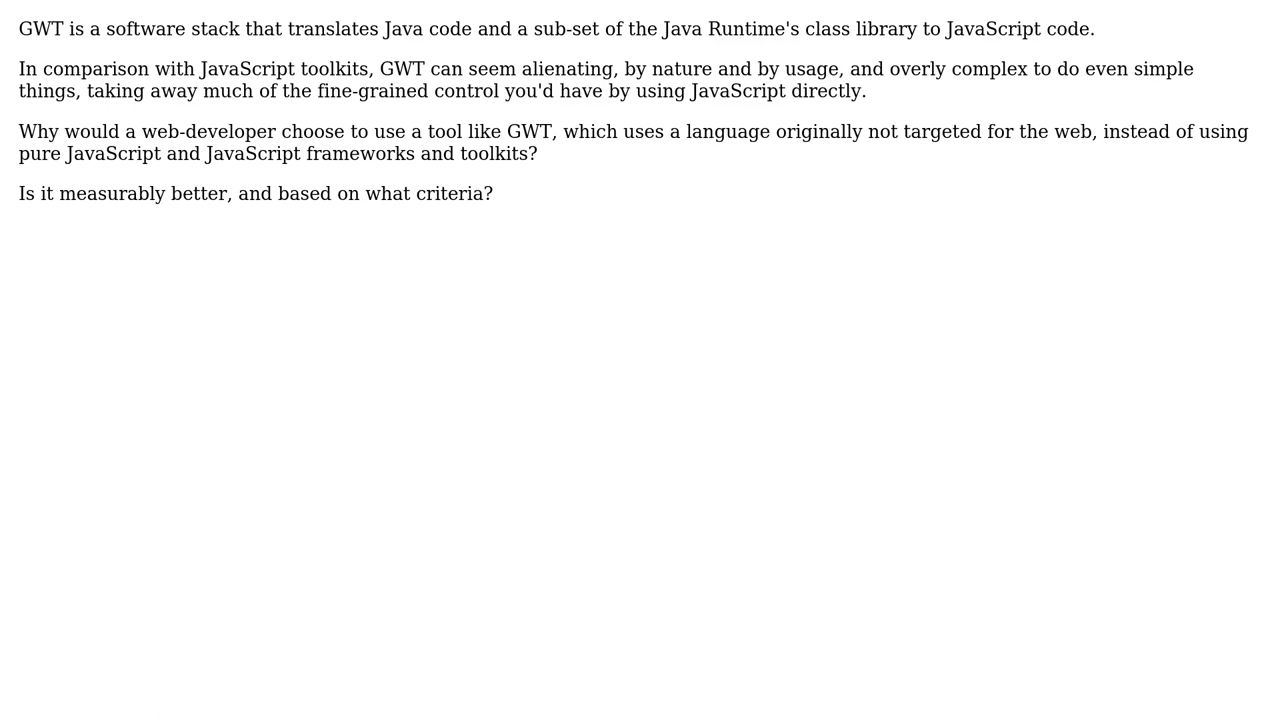 GWT is a software stack that translates Java code and a sub-set of the Java Runtime's class library to JavaScript code.
In comparison with JavaScript toolkits, GWT can seem alienating, by nature and by usage, and overly complex to do even simple
things, taking away much of the fine-grained control you'd have by using JavaScript directly.
Why would a web-developer choose to use a tool like GWT, which uses a language originally not targeted for the web, instead of using
pure JavaScript and JavaScript frameworks and toolkits?
Is it measurably better, and based on what criteria?